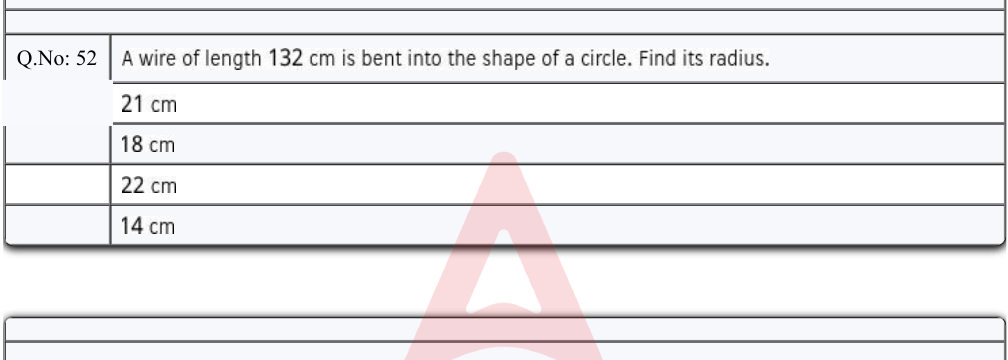 Q.No: 52 A wire of length 132 cm is bent into the shape of a circle. Find its radius.
21 cm
18 cm
22 cm
14 cm